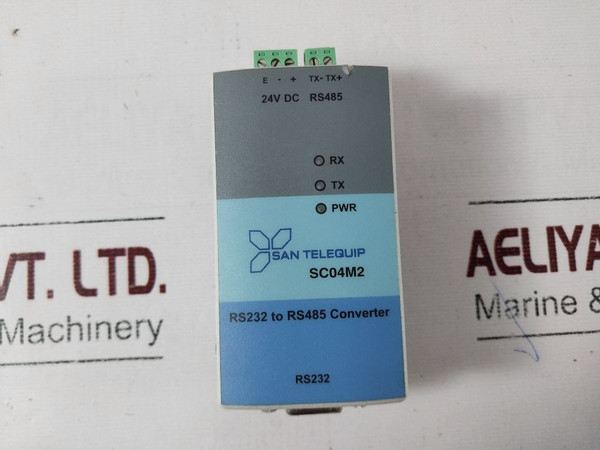 E - + TX- TX+
24V DC RS485
RX
TX
PWR
SAN TELEQUIP
SC04M2
RS232 to RS485 Converter
RS232
VT. LTD.
Machinery
AELIYA
Marine &